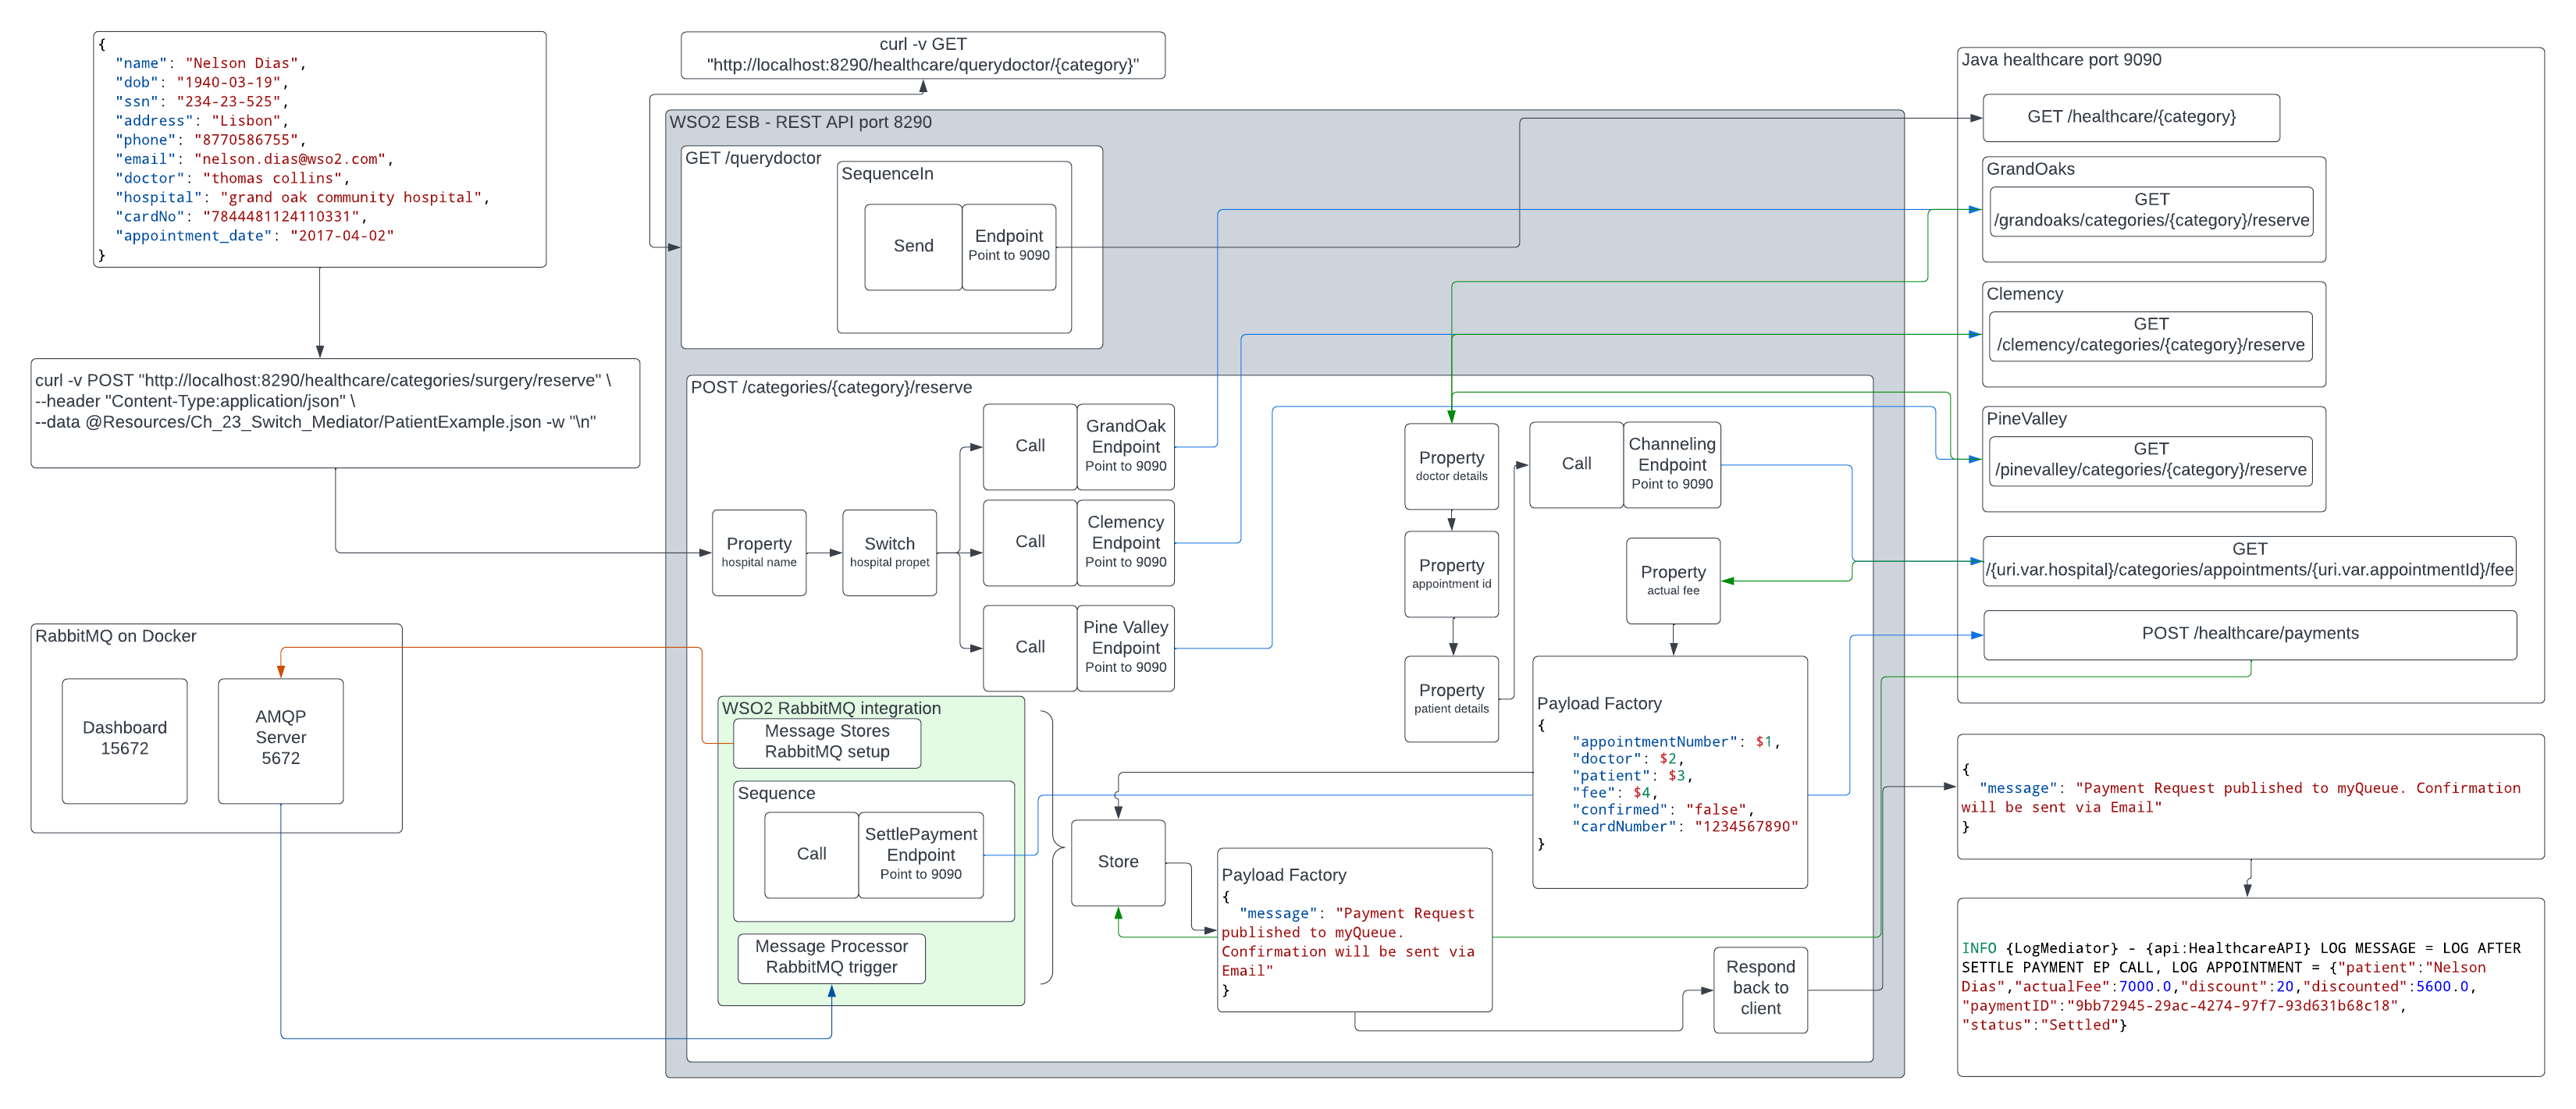 {
"name": "Nelson Dias",
"dob": "1940-03-19",
"ssn": "234-23-525",
"address": "Lisbon",
"phone": "8770586755",
"email": "nelson.dias@wso2.com",
"doctor": "thomas collins",
"hospital": "grand oak community hospital",
"cardNo": "7844481124110331",
"appointment_date": "2017-04-02"
}
curl -v POST "http://localhost:8290/healthcare/categories/surgery/reserve" \
--header "Content-Type:application/json" \
--data @Resources/Ch_23_Switch_Mediator/PatientExample.json -w "\n"
RabbitMQ on Docker
Dashboard
15672
AMQP
Server
5672
curl -v GET
"http://localhost:8290/healthcare/querydoctor/{category}"
WSO2 ESB - REST API port 8290
GET /querydoctor
SequenceIn
Send
Endpoint
Point to 9090
POST /categories/{category}/reserve
Property
hospital name
Switch
hospital propet
Call
GrandOak
Endpoint
Point to 9090
Call
Clemency
Endpoint
Point to 9090
Call
Pine Valley
Endpoint
Point to 9090
Property
doctor details
Property
appointment id
Property
patient details
Call
Channeling
Endpoint
Point to 9090
Property
actual fee
Payload Factory
{
"appointmentNumber": $1,
"doctor": $2,
"patient": $3,
"fee": $4,
"confirmed": "false",
"cardNumber": "1234567890"
}
WSO2 RabbitMQ integration
Message Stores
RabbitMQ setup
Sequence
Call
SettlePayment
Endpoint
Point to 9090
Message Processor
RabbitMQ trigger
Store
Payload Factory
{
"message": "Payment Request
published to myQueue.
Confirmation will be sent via
Email"
}
Respond
back to
client
Java healthcare port 9090
GET /healthcare/{category}
GrandOaks
GET
/grandoaks/categories/{category}/reserve
Clemency
GET
/clemency/categories/{category}/reserve
PineValley
GET
/pinevalley/categories/{category}/reserve
GET
/{uri.var.hospital}/categories/appointments/{uri.var.appointmentId}/fee
POST /healthcare/payments
{
"message": "Payment Request published to myQueue. Confirmation
will be sent via Email"
}
INFO {LogMediator} - {api:HealthcareAPI} LOG MESSAGE = LOG AFTER
SETTLE PAYMENT EP CALL, LOG APPOINTMENT = {"patient":"Nelson
Dias","actualFee":7000.0,"discount":20,"discounted":5600.0,
"paymentID":"9bb72945-29ac-4274-97f7-93d631b68c18",
"status":"Settled"}